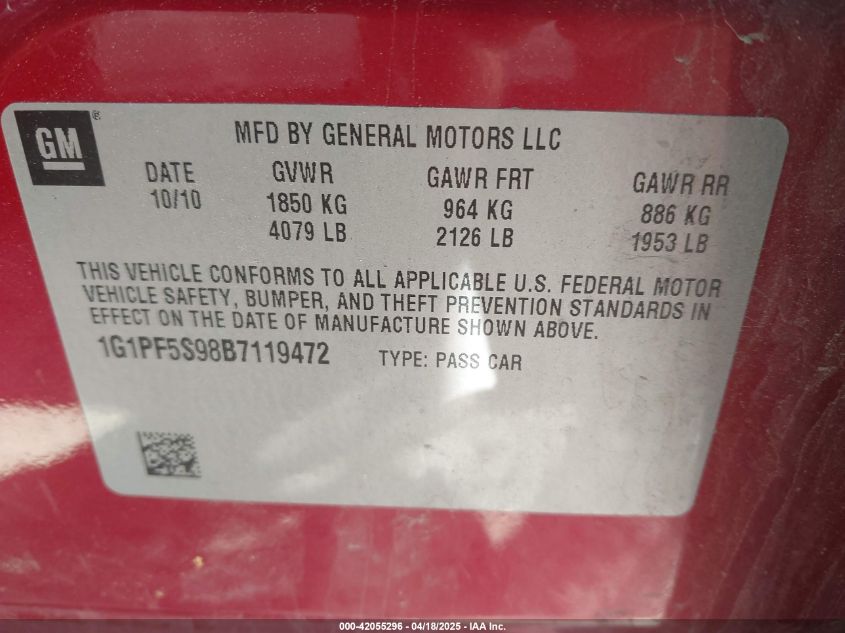 GM ®
MFD BY GENERAL MOTORS LLC
DATE GVWR GAWR FRT GAWR RR
10/10 1850 KG 964 KG 886 KG
4079 LB 2126 LB 1953 LB
THIS VEHICLE CONFORMS TO ALL APPLICABLE U.S. FEDERAL MOTOR
VEHICLE SAFETY, BUMPER, AND THEFT PREVENTION STANDARDS IN
EFFECT ON THE DATE OF MANUFACTURE SHOWN ABOVE.
1G1PF5S98B7119472 TYPE: PASS CAR
000-42055296 - 04/18/2025 - IAA Inc.